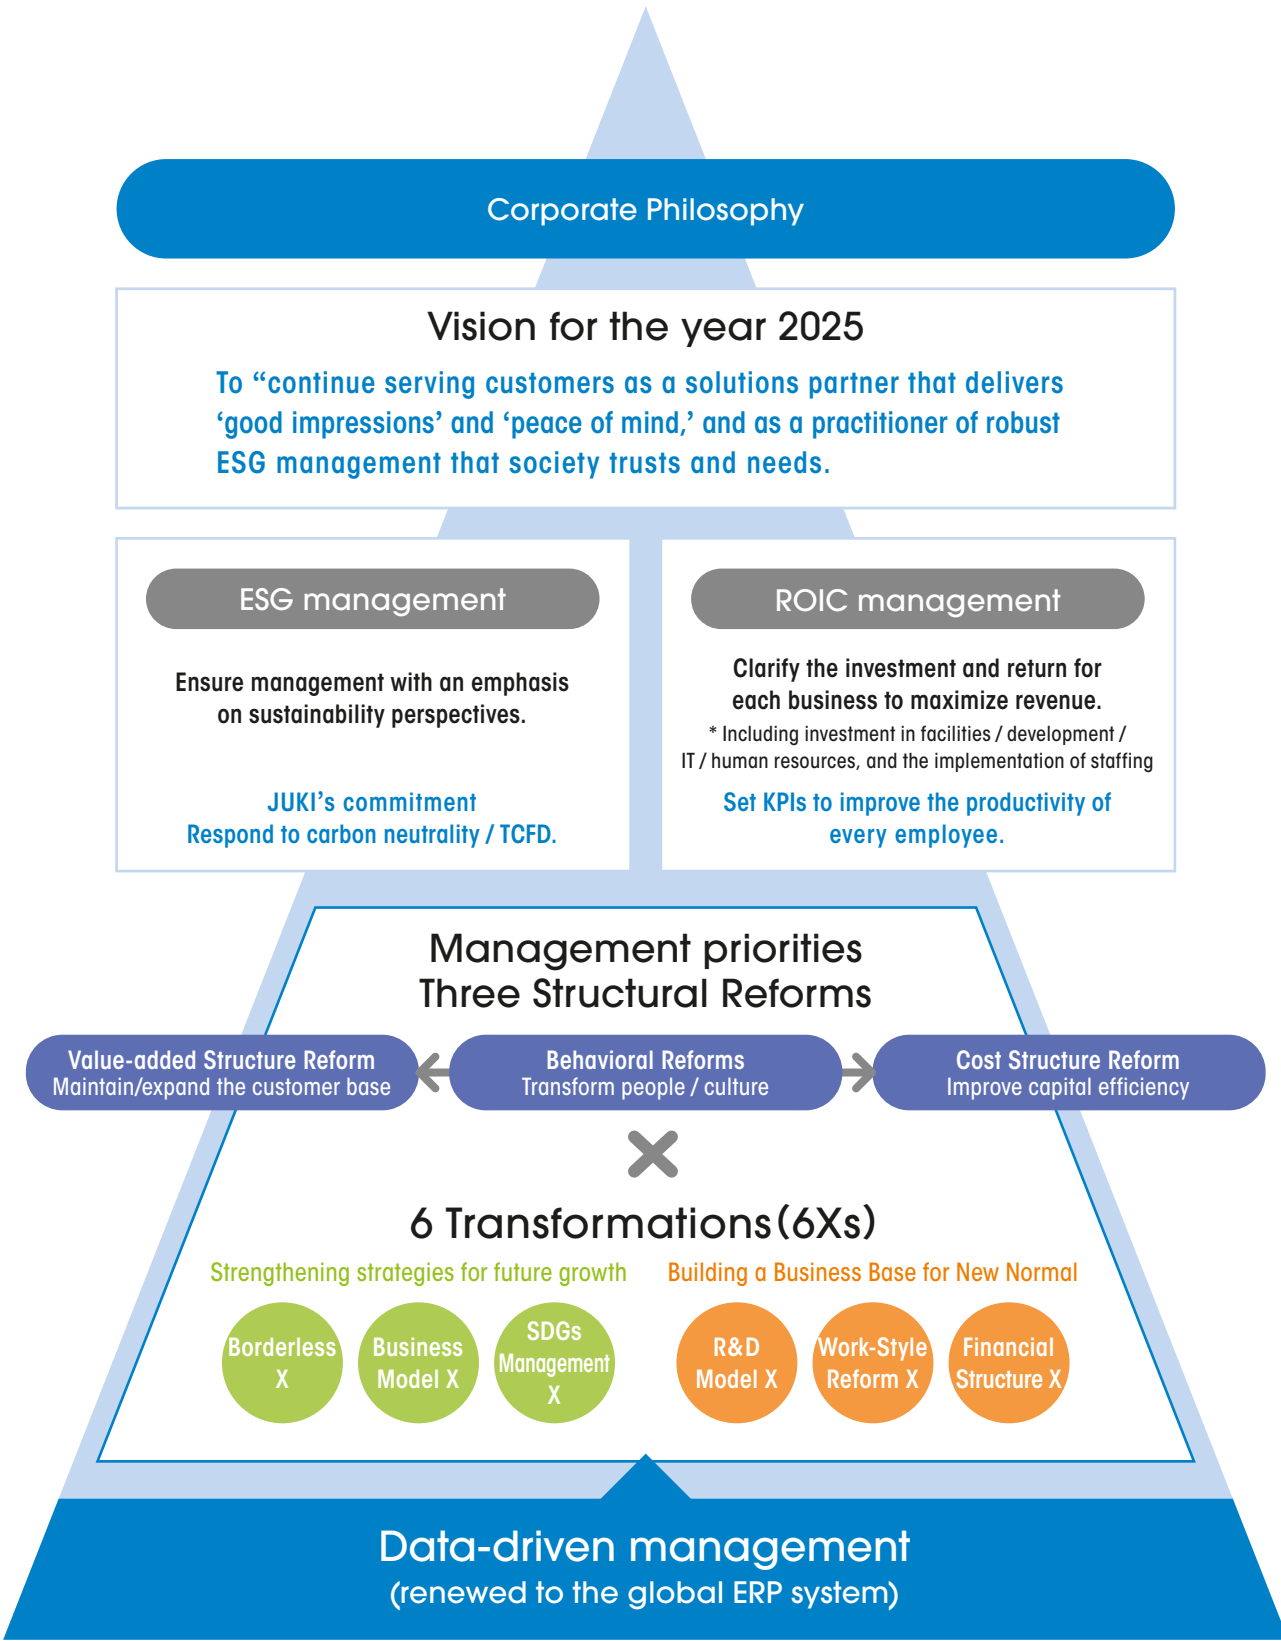 Corporate Philosophy
Vision for the year 2025
To “continue serving customers as a solutions partner that delivers
‘good impressions’ and ‘peace of mind,’ and as a practitioner of robust
ESG management that society trusts and needs.
ESG management
Ensure management with an emphasis
on sustainability perspectives.
JUKI’s commitment
Respond to carbon neutrality / TCFD.
ROIC management
Clarify the investment and return for
each business to maximize revenue.
* Including investment in facilities / development /
IT / human resources, and the implementation of staffing
Set KPIs to improve the productivity of
every employee.
Management priorities
Three Structural Reforms
Value-added Structure Reform
Maintain/expand the customer base
Behavioral Reforms
Transform people / culture
Cost Structure Reform
Improve capital efficiency
6 Transformations (6Xs)
Strengthening strategies for future growth
Borderless
X
Business
Model X
SDGs
Management
X
Building a Business Base for New Normal
R&D
Model X
Work-Style
Reform X
Financial
Structure X
Data-driven management
(renewed to the global ERP system)